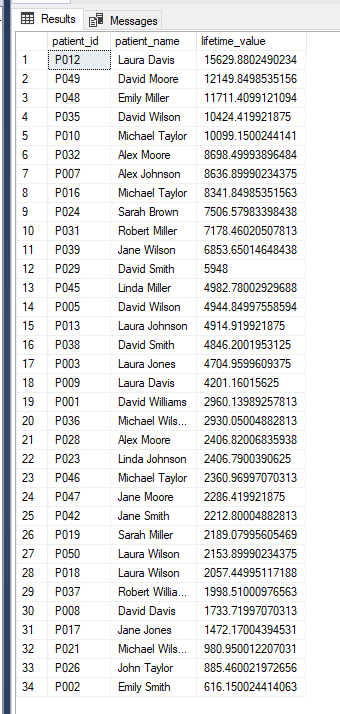 Results Messages
patient_id patient_name lifetime_value
1 P012 Laura Davis 15629.8802490234
2 P049 David Moore 12149.8498535156
3 P048 Emily Miller 11711.4099121094
4 P035 David Wilson 10424.419921875
5 P010 Michael Taylor 10099.1500244141
6 P032 Alex Moore 8698.49993896484
7 P007 Alex Johnson 8636.89990234375
8 P016 Michael Taylor 8341.84985351563
9 P024 Sarah Brown 7506.57983398438
10 P031 Robert Miller 7178.46020507813
11 P039 Jane Wilson 6853.65014648438
12 P029 David Smith 5948
13 P045 Linda Miller 4982.78002929688
14 P005 David Wilson 4944.84997558594
15 P013 Laura Johnson 4914.919921875
16 P038 David Smith 4846.2001953125
17 P003 Laura Jones 4704.9599609375
18 P009 Laura Davis 4201.16015625
19 P001 David Williams 2960.13989257813
20 P036 Michael Wils... 2930.05004882813
21 P028 Alex Moore 2406.82006835938
22 P023 Linda Johnson 2406.7900390625
23 P046 Michael Taylor 2360.96997070313
24 P047 Jane Moore 2286.419921875
25 P042 Jane Smith 2212.80004882813
26 P019 Sarah Miller 2189.07995605469
27 P050 Laura Wilson 2153.89990234375
28 P018 Laura Wilson 2057.44995117188
29 P037 Robert Willia... 1998.51000976563
30 P008 David Davis 1733.71997070313
31 P017 Jane Jones 1472.17004394531
32 P021 Michael Wils... 980.950012207031
33 P026 John Taylor 885.460021972656
34 P002 Emily Smith 616.150024414063